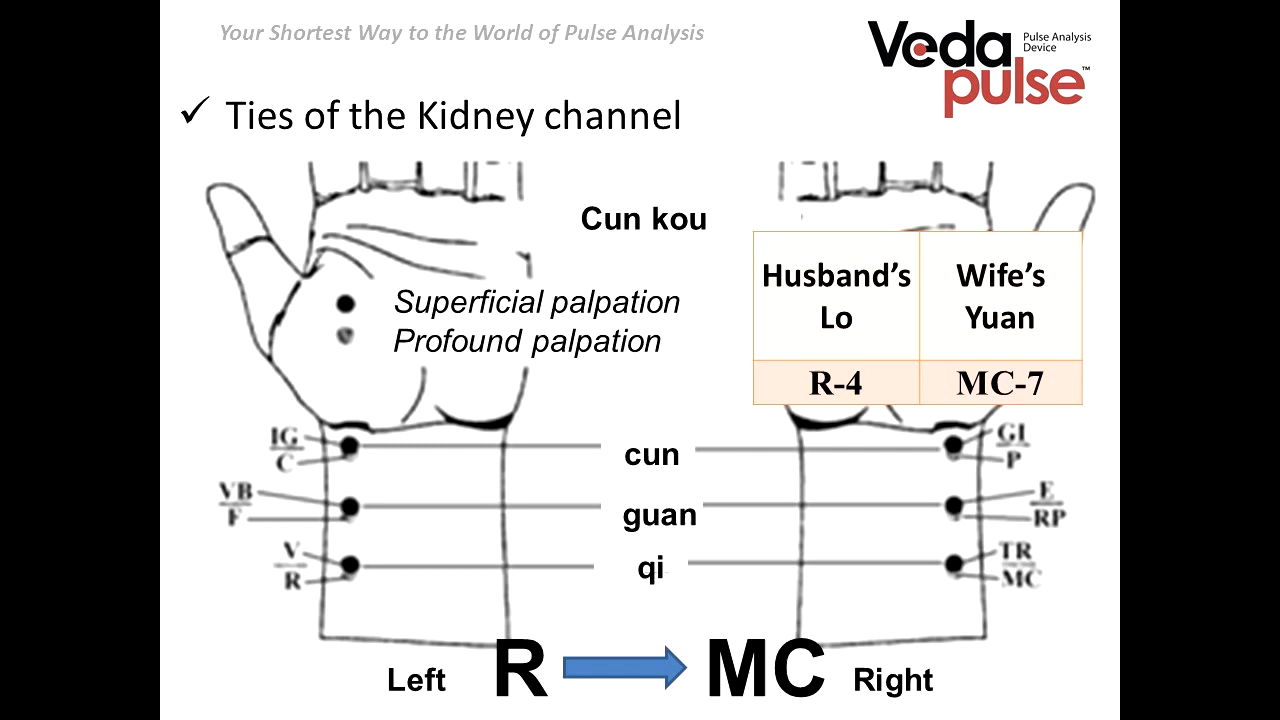 Your Shortest Way to the World of Pulse Analysis
Veda
Pulse Analysis
Device
pulse™
✓ Ties of the Kidney channel
Cun kou
Superficial palpation
Profound palpation
Husband's
Lo
Wife's
Yuan
R-4
MC-7
IG
C
cun
GI
P
VB
F
guan
E
RP
V
R
qi
TR
MC
Left
R
MC
Right